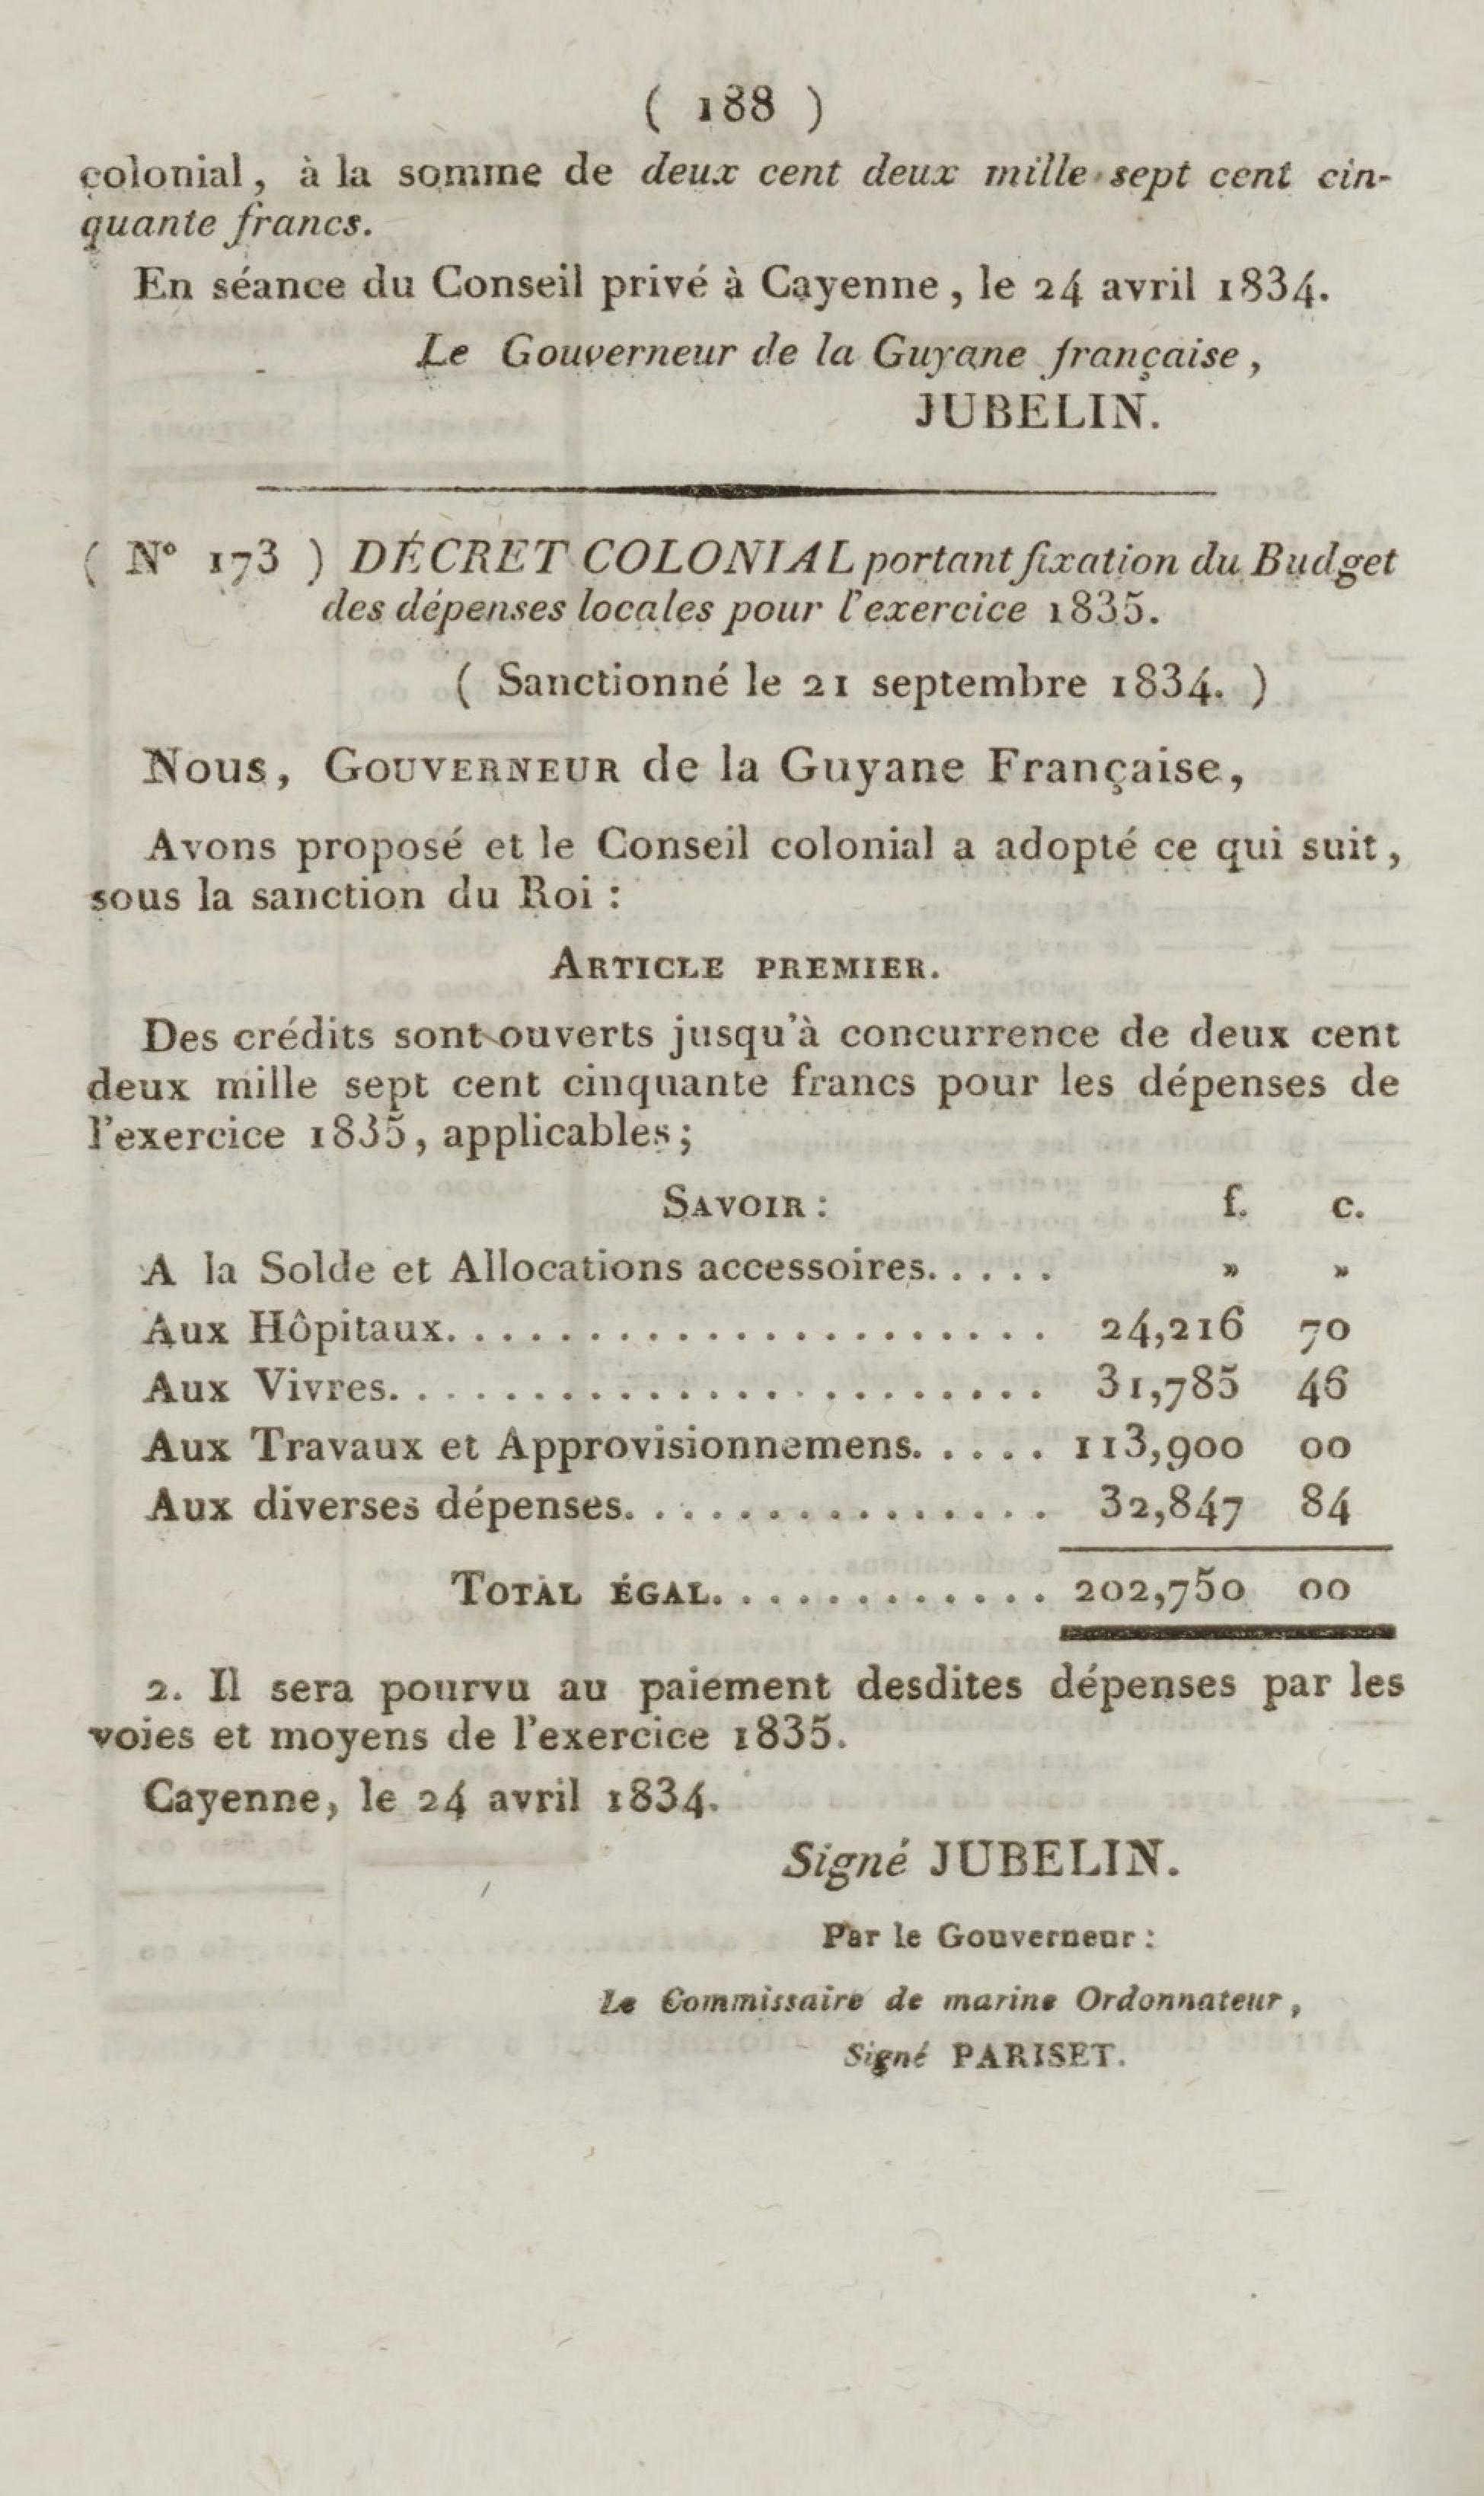 ( 188 )
colonial, à la somme de deux cent deux mille sept cent cin-
quante francs.
En séance du Conseil privé à Cayenne, le 24 avril 1834.
Le Gouverneur de la Guyane française,
JUBELIN.
( N° 173 ) DÉCRET COLONIAL portant fixation du Budget
des dépenses locales pour l'exercice 1835.
( Sanctionné le 21 septembre 1834. )
Nous, GOUVERNEUR de la Guyane Française,
Avons proposé et le Conseil colonial a adopté ce qui suit,
sous la sanction du Roi :
ARTICLE PREMIER.
Des crédits sont ouverts jusqu'à concurrence de deux cent
deux mille sept cent cinquante francs pour les dépenses de
l'exercice 1835, applicables;
SAVOIR : f. c.
A la Solde et Allocations accessoires..... » »
Aux Hôpitaux..................... 24,216 70
Aux Vivres....................... 31,785 46
Aux Travaux et Approvisionnemens..... 113,900 00
Aux diverses dépenses............... 32,847 84
TOTAL ÉGAL............ 202,750 00
2. Il sera pourvu au paiement desdites dépenses par les
voies et moyens de l'exercice 1835.
Cayenne, le 24 avril 1834.
Signé JUBELIN.
Par le Gouverneur :
Le Commissaire de marine Ordonnateur,
Signé PARISET.